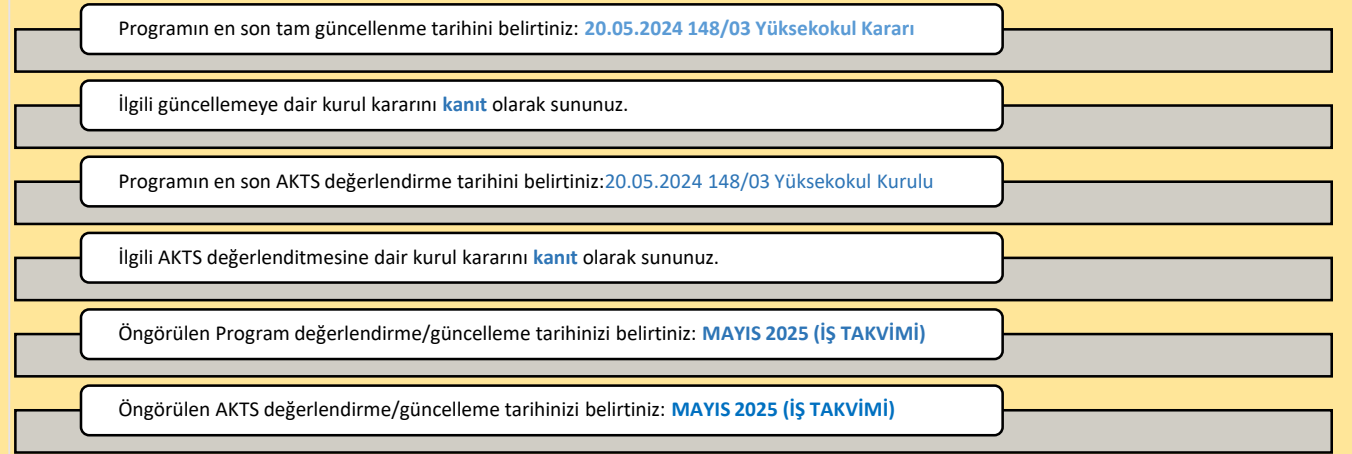 Programın en son tam güncellenme tarihini belirtiniz: 20.05.2024 148/03 Yüksekokul Kararı
İlgili güncellemeye dair kurul kararını kanıt olarak sununuz.
Programın en son AKTS değerlendirme tarihini belirtiniz:20.05.2024 148/03 Yüksekokul Kurulu
İlgili AKTS değerlenditmesine dair kurul kararını kanıt olarak sununuz.
Öngörülen Program değerlendirme/güncelleme tarihinizi belirtiniz: MAYIS 2025 (İŞ TAKVİMİ)
Öngörülen AKTS değerlendirme/güncelleme tarihinizi belirtiniz: MAYIS 2025 (İŞ TAKVİMİ)